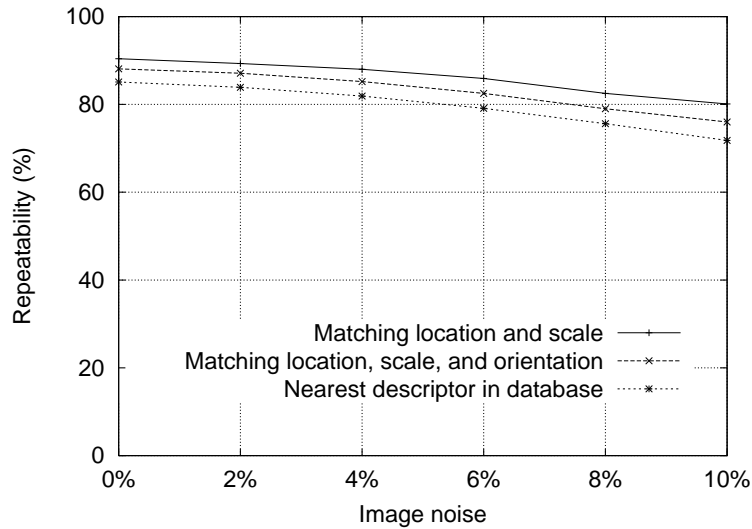 100
80
60
40
20
0
Repeatability (%)
Matching location and scale
Matching location, scale, and orientation
Nearest descriptor in database
0% 2% 4% 6% 8% 10%
Image noise